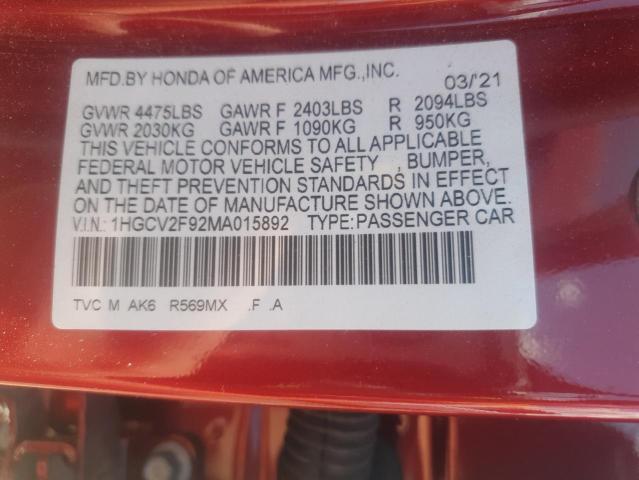 MFD.BY HONDA OF AMERICA MFG.,INC. 03/'21
GVWR 4475LBS GAWR F 2403LBS R 2094LBS
GVWR 2030KG GAWR F 1090KG R 950KG
THIS VEHICLE CONFORMS TO ALL APPLICABLE
FEDERAL MOTOR VEHICLE SAFETY , BUMPER,
AND THEFT PREVENTION STANDARDS IN EFFECT
ON THE DATE OF MANUFACTURE SHOWN ABOVE.
V.I.N.: 1HGCV2F92MA015892 TYPE:PASSENGER CAR
TVC M AK6 R569MX .F .A